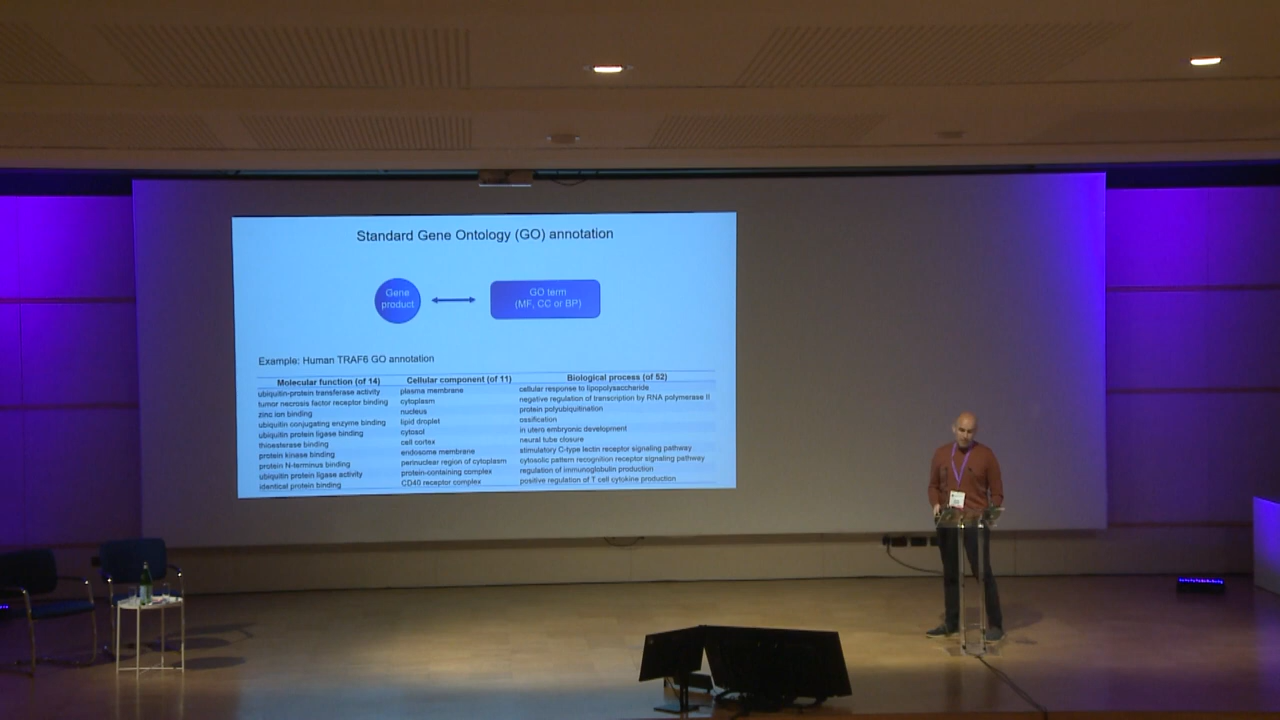 Standard Gene Ontology (GO) annotation
Gene
product
GO term
(MF, CC or BP)
Example: Human TRAF6 GO annotation
Molecular function (of 14) Cellular component (of 11) Biological process (of 52)
ubiquitin-protein transferase activity plasma membrane cellular response to lipopolysaccharide
tumor necrosis factor receptor binding cytoplasm negative regulation of transcription by RNA polymerase II
zinc ion binding nucleus protein polyubiquitination
ubiquitin conjugating enzyme binding lipid droplet ossification
ubiquitin protein ligase binding cytosol in utero embryonic development
thioesterase binding cell cortex neural tube closure
protein kinase binding endosome membrane stimulatory C-type lectin receptor signaling pathway
protein N-terminus binding perinuclear region of cytoplasm cytosolic pattern recognition receptor signaling pathway
ubiquitin protein ligase activity protein-containing complex regulation of immunoglobulin production
identical protein binding CD40 receptor complex positive regulation of T cell cytokine production